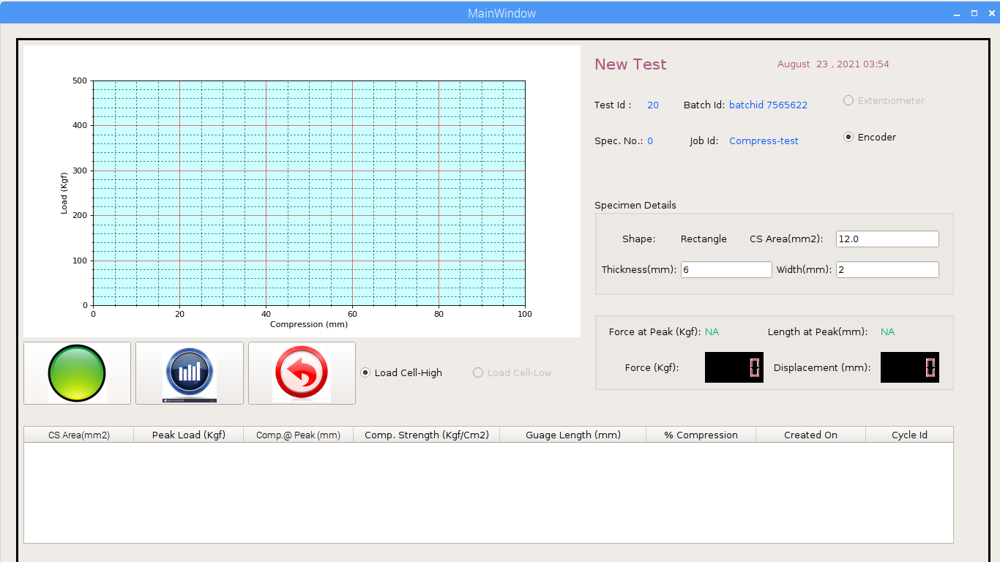 MainWindow
New Test
August 23 , 2021 03:54
Test Id : 20 Batch Id: batchid 7565622 Extentiometer
Spec. No.: 0 Job Id: Compress-test Encoder
500
400
300
200
100
0
Load (Kgf)
0 20 40 60 80 100
Compression (mm)
Specimen Details
Shape: Rectangle CS Area(mm2): 12.0
Thickness(mm): 6 Width(mm): 2
Force at Peak (Kgf): NA Length at Peak(mm): NA
Force (Kgf): 0 Displacement (mm): 0
Load Cell-High Load Cell-Low
CS Area(mm2) Peak Load (Kgf) Comp.@ Peak (mm) Comp. Strength (Kgf/Cm2) Guage Length (mm) % Compression Created On Cycle Id